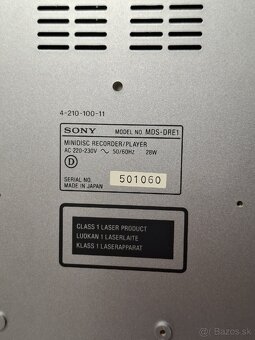 4-210-100-11
SONY MODEL NO. MDS-DRE1
MINIDISC RECORDER/PLAYER
AC 220-230V ~ 50/60Hz 28W
D
SERIAL NO. 501060
MADE IN JAPAN
CLASS 1 LASER PRODUCT
LUOKAN 1 LASERLAITE
KLASS 1 LASERAPPARAT
bazos.sk